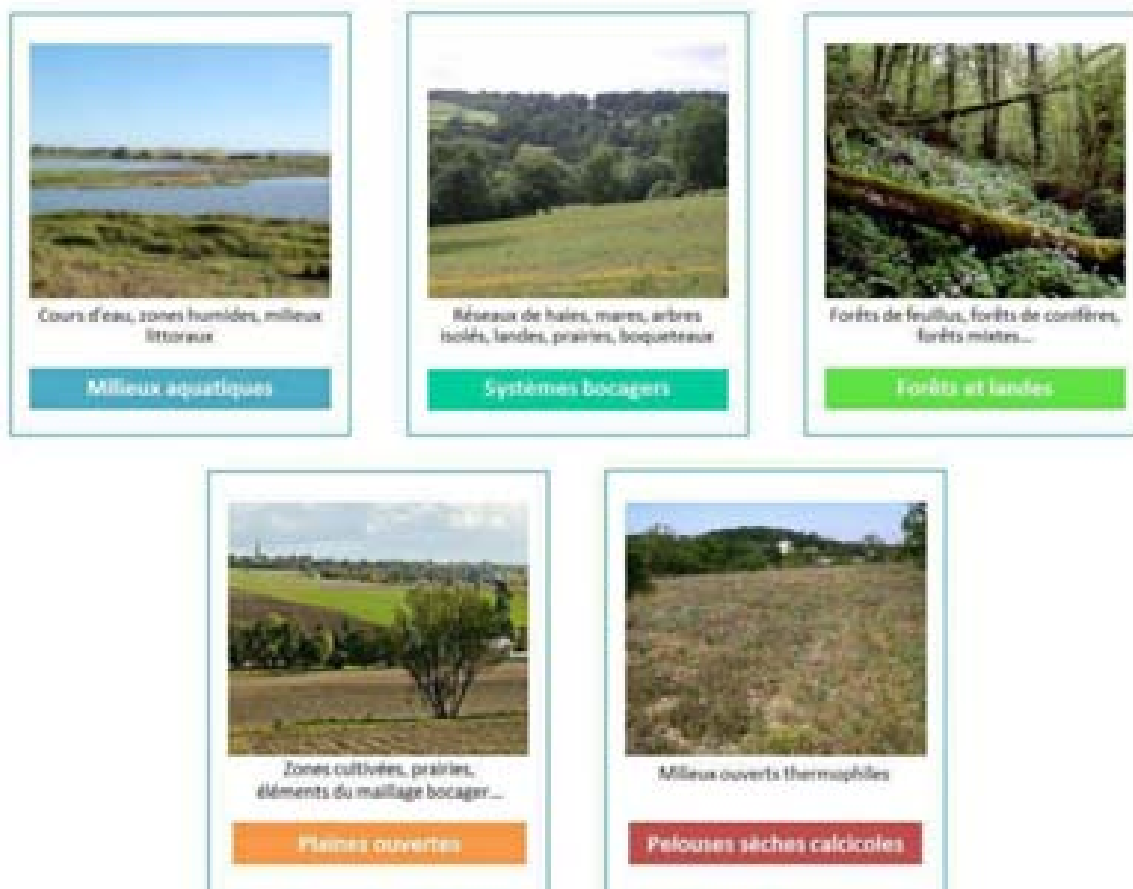 Cours d'eau, zones humides, milieux
littoraux
Milieux aquatiques
Réseaux de haies, mares, arbres
isolés, landes, prairies, boqueteaux
Systèmes bocagers
Forêts de feuillus, forêts de conifères,
forêts mixtes...
Forêts et landes
Zones cultivées, prairies,
éléments du maillage bocager...
Plaines ouvertes
Milieux ouverts thermophiles
Pelouses sèches calcicoles